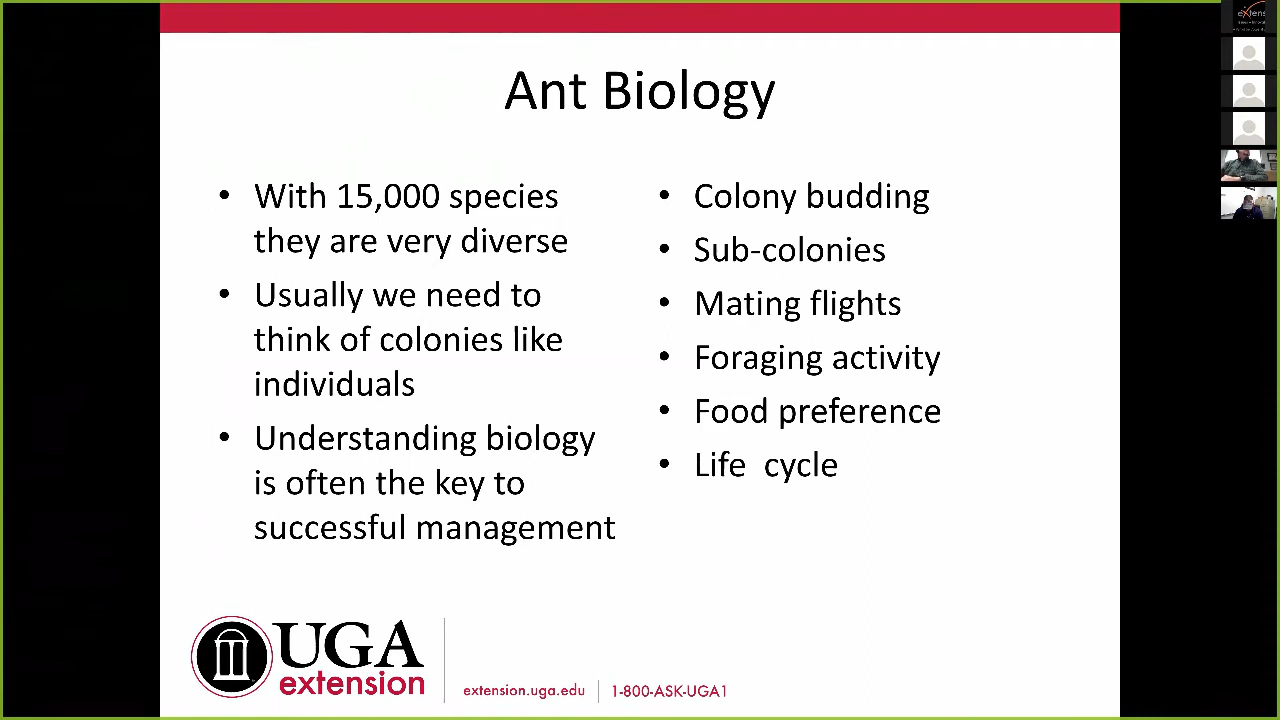 Ant Biology
• With 15,000 species
they are very diverse
• Usually we need to
think of colonies like
individuals
• Understanding biology
is often the key to
successful management
• Colony budding
• Sub-colonies
• Mating flights
• Foraging activity
• Food preference
• Life  cycle
UGA
extension
extension.uga.edu
1-800-ASK-UGA1